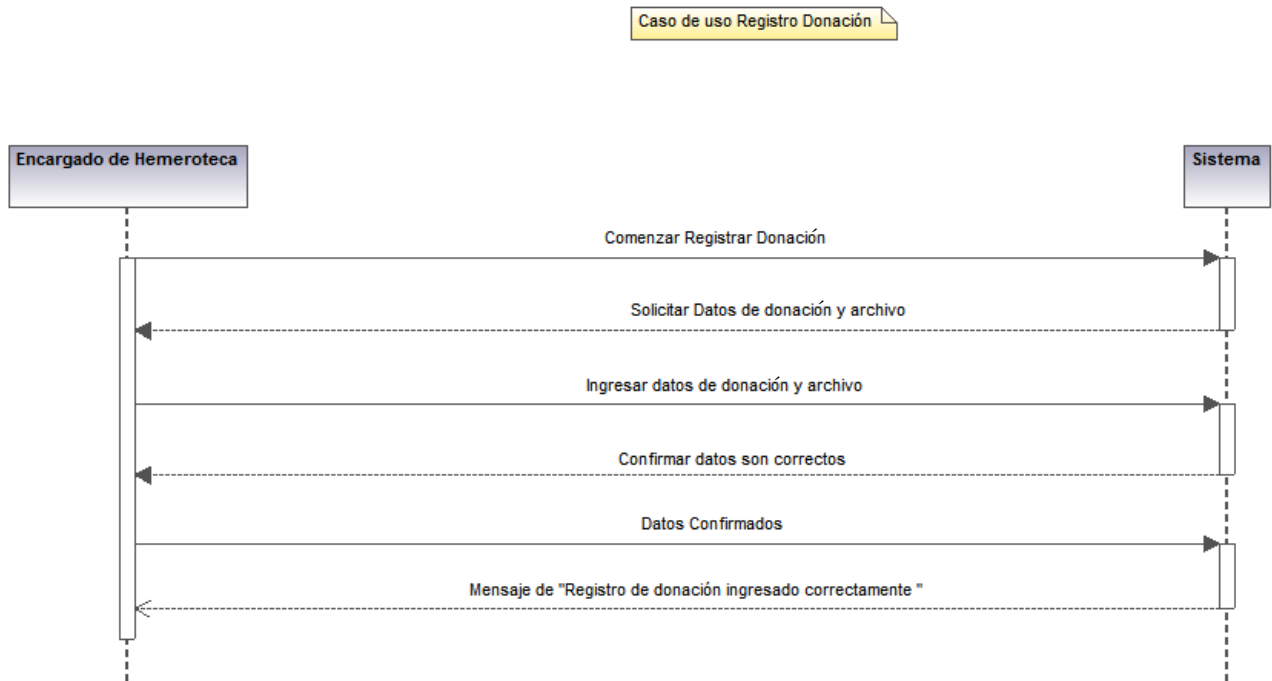 Caso de uso Registro Donación
Encargado de Hemeroteca
Sistema
Comenzar Registrar Donación
Solicitar Datos de donación y archivo
Ingresar datos de donación y archivo
Confirmar datos son correctos
Datos Confirmados
Mensaje de "Registro de donación ingresado correctamente "